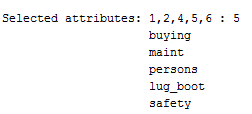 Selected attributes: 1,2,4,5,6 : 5
buying
maint
persons
lug_boot
safety